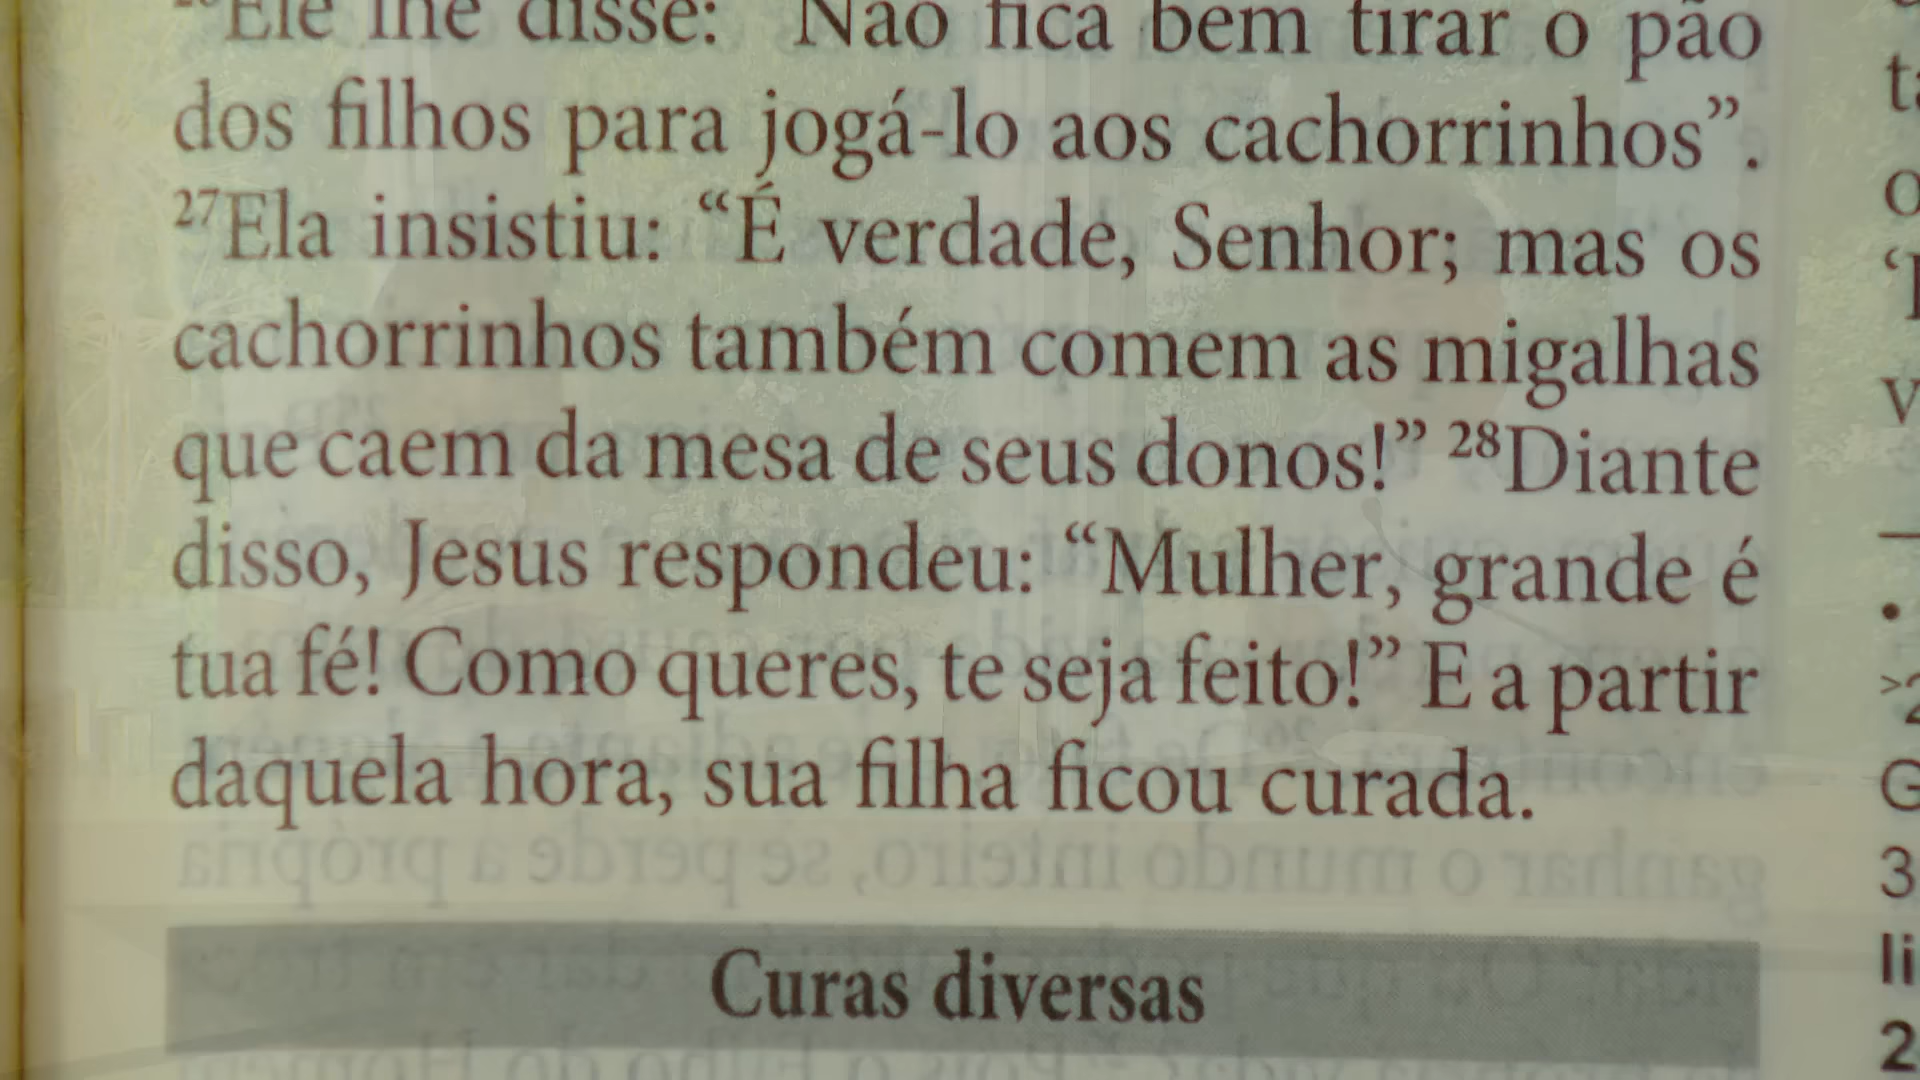 ²⁶Ele lhe disse: “Não fica bem tirar o pão
dos filhos para jogá-lo aos cachorrinhos”.
²⁷Ela insistiu: “É verdade, Senhor; mas os
cachorrinhos também comem as migalhas
que caem da mesa de seus donos!” ²⁸Diante
disso, Jesus respondeu: “Mulher, grande é
tua fé! Como queres, te seja feito!” E a partir
daquela hora, sua filha ficou curada.
Curas diversas